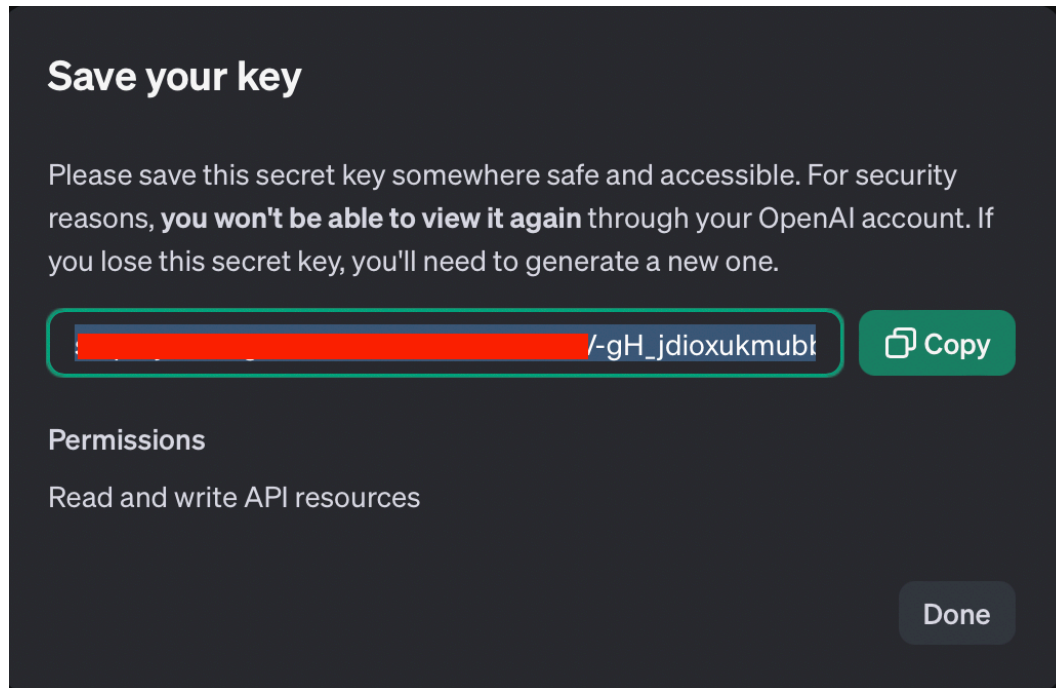 Save your key
Please save this secret key somewhere safe and accessible. For security
reasons, you won't be able to view it again through your OpenAI account. If
you lose this secret key, you'll need to generate a new one.
/-gH_jdioxukmubb
Copy
Permissions
Read and write API resources
Done